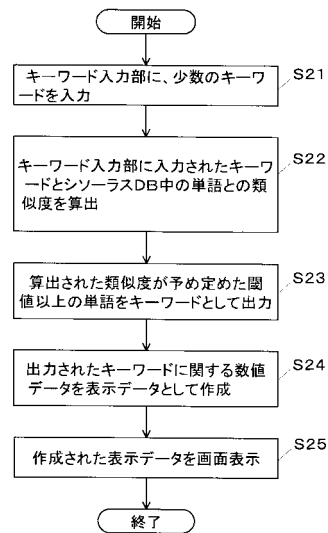 開始
キーワード入力部に、少数のキーワ
ードを入力
S21
キーワード入力部に入力されたキーワ
ードとシソーラスDB中の単語との類
似度を算出
S22
算出された類似度が予め定めた閾
値以上の単語をキーワードとして出力
S23
出力されたキーワードに関する数値
データを表示データとして作成
S24
作成された表示データを画面表示
S25
終了